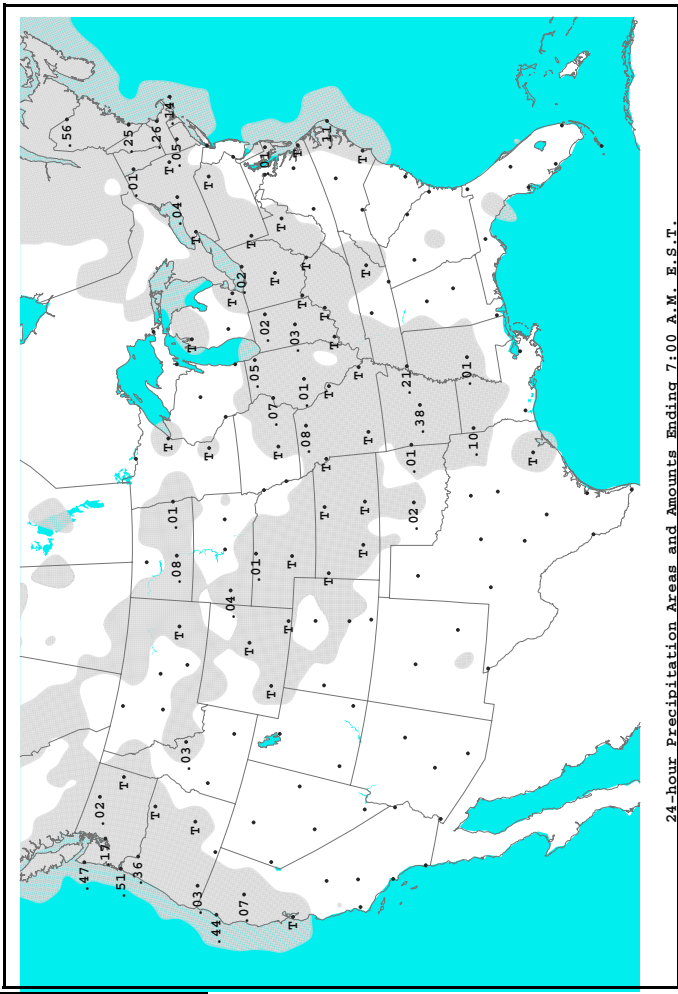 .56
.47
.02
.17
.51
T
.25
.01
.36
T
.26
T
.14
T
.01
.08
.04
.05
T
.03
T
T
T
.03
T
T
.44
.04
T
.02
.07
T
T
.05
.01
.02
.01
T
.07
T
T
T
T
T
T
.03
T
T
.01
.08
T
T
T
T
.11
T
T
T
T
T
T
T
T
T
.21
.01
.02
.38
.01
.10
T
24-hour Precipitation Areas and Amounts Ending 7:00 A.M E.S.T.